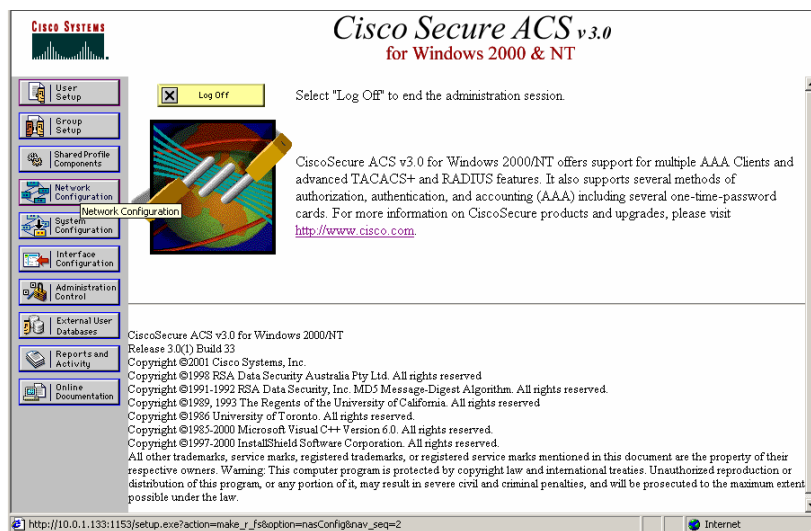 CISCO SYSTEMS
Cisco Secure ACS v 3.0
for Windows 2000 & NT
User
Setup
Group
Setup
Shared Profile
Components
Network
Configuration
Network Configuration
System
Configuration
Interface
Configuration
Administration
Control
External User
Databases
Reports and
Activity
Online
Documentation
Log Off
Select "Log Off" to end the administration session.
CiscoSecure ACS v3.0 for Windows 2000/NT offers support for multiple AAA Clients and
advanced TACACS+ and RADIUS features. It also supports several methods of
authorization, authentication, and accounting (AAA) including several one-time-password
cards. For more information on CiscoSecure products and upgrades, please visit
http://www.cisco.com.
CiscoSecure ACS v3.0 for Windows 2000/NT
Release 3.0(1) Build 33
Copyright ©2001 Cisco Systems, Inc.
Copyright ©1998 RSA Data Security Australia Pty Ltd. All rights reserved
Copyright ©1991-1992 RSA Data Security, Inc. MD5 Message-Digest Algorithm. All rights reserved.
Copyright ©1989, 1993 The Regents of the University of California. All rights reserved
Copyright ©1986 University of Toronto. All rights reserved.
Copyright ©1985-2000 Microsoft Visual C++ Version 6.0. All rights reserved.
Copyright ©1997-2000 InstallShield Software Corporation. All rights reserved.
All other trademarks, service marks, registered trademarks, or registered service marks mentioned in this document are the property of their
respective owners. Warning: This computer program is protected by copyright law and international treaties. Unauthorized reproduction or
distribution of this program, or any portion of it, may result in severe civil and criminal penalties, and will be prosecuted to the maximum extent
possible under the law.
http://10.0.1.133:1153/setup.exe?action=make_r_fs&option=nasConfig&nav_seq=2
Internet